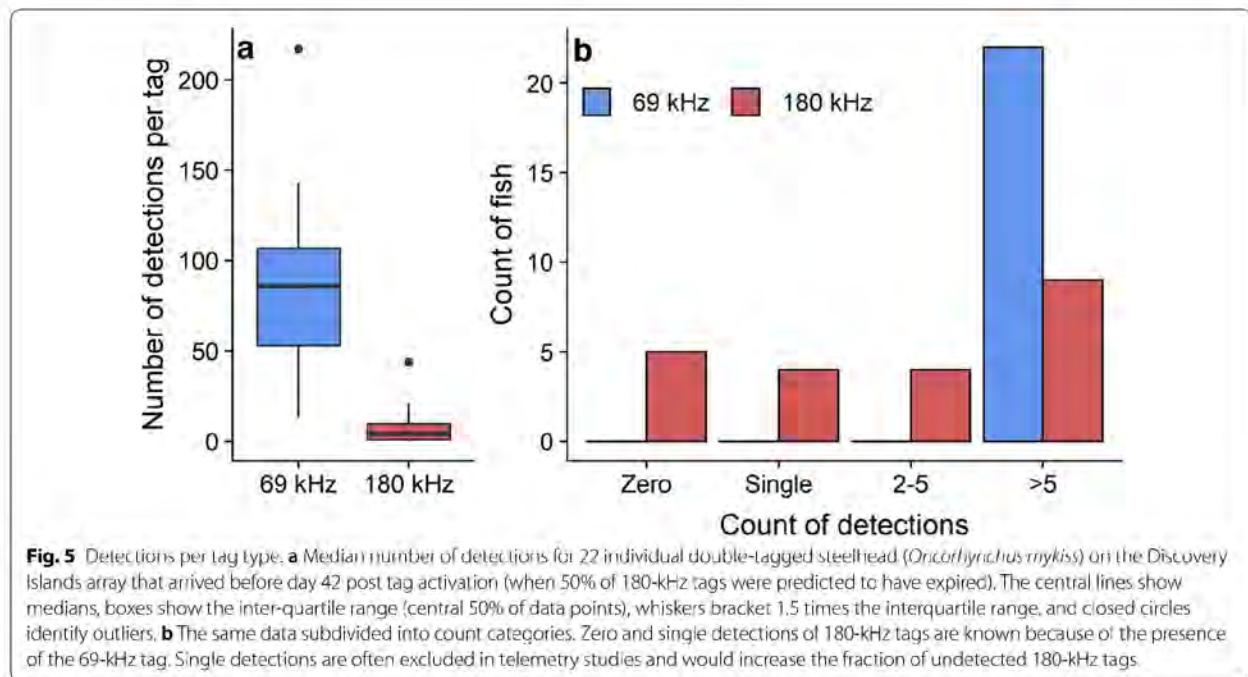 a
Number of detections per tag
200
150
100
50
0
69 kHz 180 kHz
b
Count of fish
20
15
10
5
0
69 kHz 180 kHz
Zero Single 2-5 >5
Count of detections
Fig. 5 Detections per tag type. a Median number of detections for 22 individual double-tagged steelhead (Oncorhynchus mykiss) on the Discovery
Islands array that arrived before day 42 post tag activation (when 50% of 180-kHz tags were predicted to have expired). The central lines show
medians, boxes show the inter-quartile range (central 50% of data points), whiskers bracket 1.5 times the interquartile range, and closed circles
identify outliers. b The same data subdivided into count categories. Zero and single detections of 180-kHz tags are known because of the presence
of the 69-kHz tag. Single detections are often excluded in telemetry studies and would increase the fraction of undetected 180-kHz tags